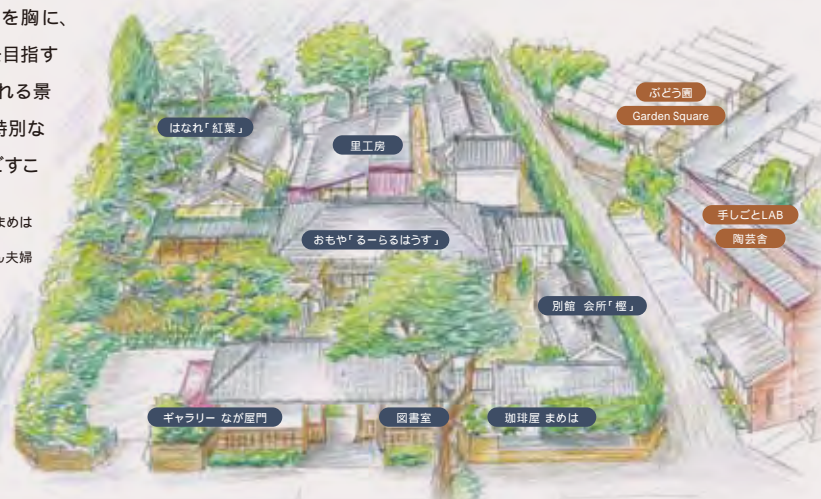 を胸に、
目指す
れる景
特別な
ごすこ
まめは
ん夫婦
はなれ「紅葉」
里工房
おもや「るーらるはうす」
別館 会所「樫」
ギャラリー なが屋門
図書室
珈琲屋 まめは
ぶどう園
Garden Square
手しごとLAB
陶芸舎